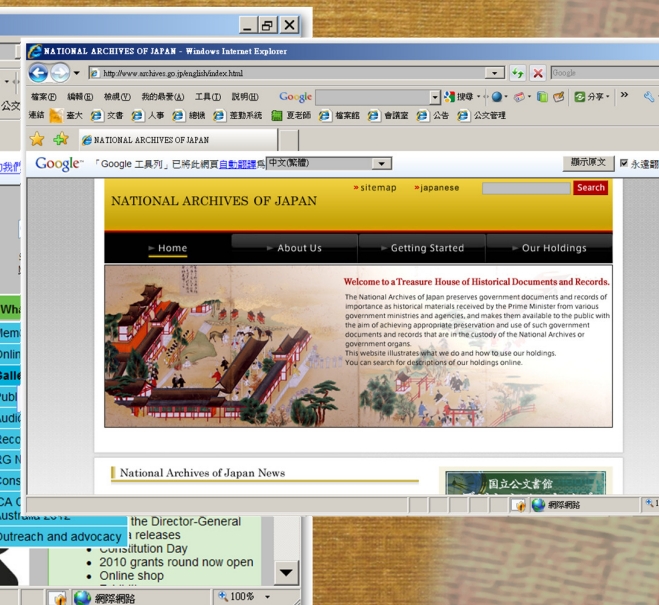 NATIONAL ARCHIVES OF JAPAN - Windows Internet Explorer
http://www.archives.go.jp/english/index.html
Google
檔案(F) 編輯(E) 檢視(V) 我的最愛(A) 工具(T) 說明(H) Google 搜尋 分享
連結 臺大 文書 人事 總機 差勤系統 夏老師 檔案館 會議室 公告 公文管理
NATIONAL ARCHIVES OF JAPAN
Google 「Google 工具列」已將此網頁自動翻譯為 中文(繁體) 顯示原文 永遠翻
sitemap japanese Search
NATIONAL ARCHIVES OF JAPAN
Home About Us Getting Started Our Holdings
Welcome to a Treasure House of Historical Documents and Records.
The National Archives of Japan preserves government documents and records of
importance as historical materials received by the Prime Minister from various
government ministries and agencies, and makes them available to the public with
the aim of achieving appropriate preservation and use of such government
documents and records that are in the custody of the National Archives or
government organs.
This website illustrates what we do and how to use our holdings.
You can search for descriptions of our holdings online.
National Archives of Japan News
国立公文書館
網際網路
公文
Australia 2012
Outreach and advocacy
the Director-General
releases
Constitution Day
2010 grants round now open
Online shop
網際網路 100%